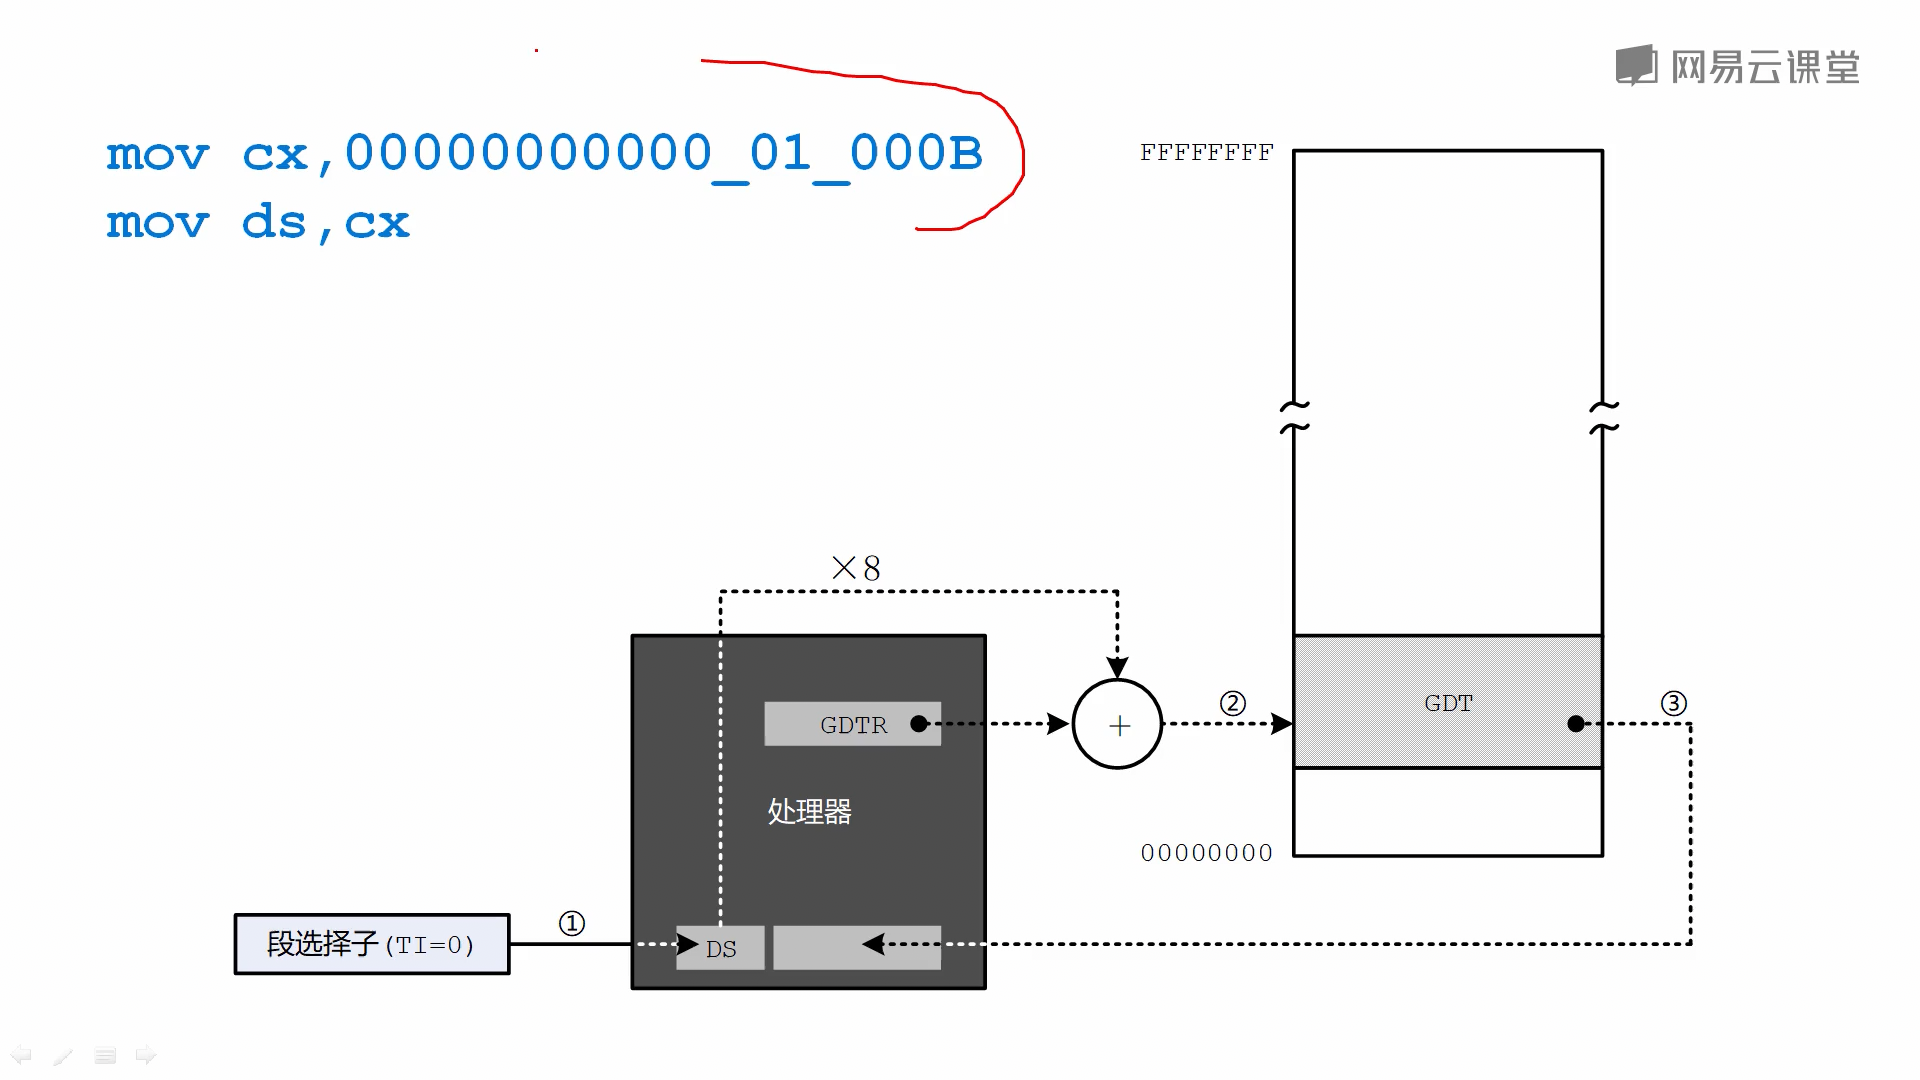 网易云课堂
mov cx,00000000000_01_000B
mov ds,cx
FFFFFFFF
×8
GDTR
+
②
GDT
③
处理器
00000000
段选择子(TI=0)
①
DS